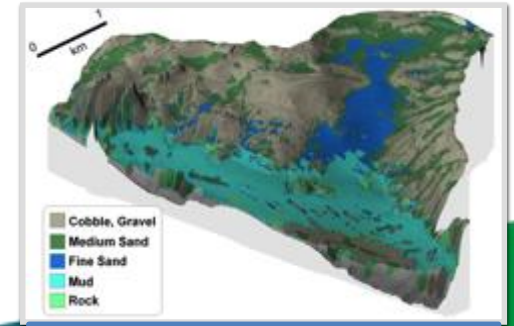 0
1
km
Cobble, Gravel
Medium Sand
Fine Sand
Mud
Rock